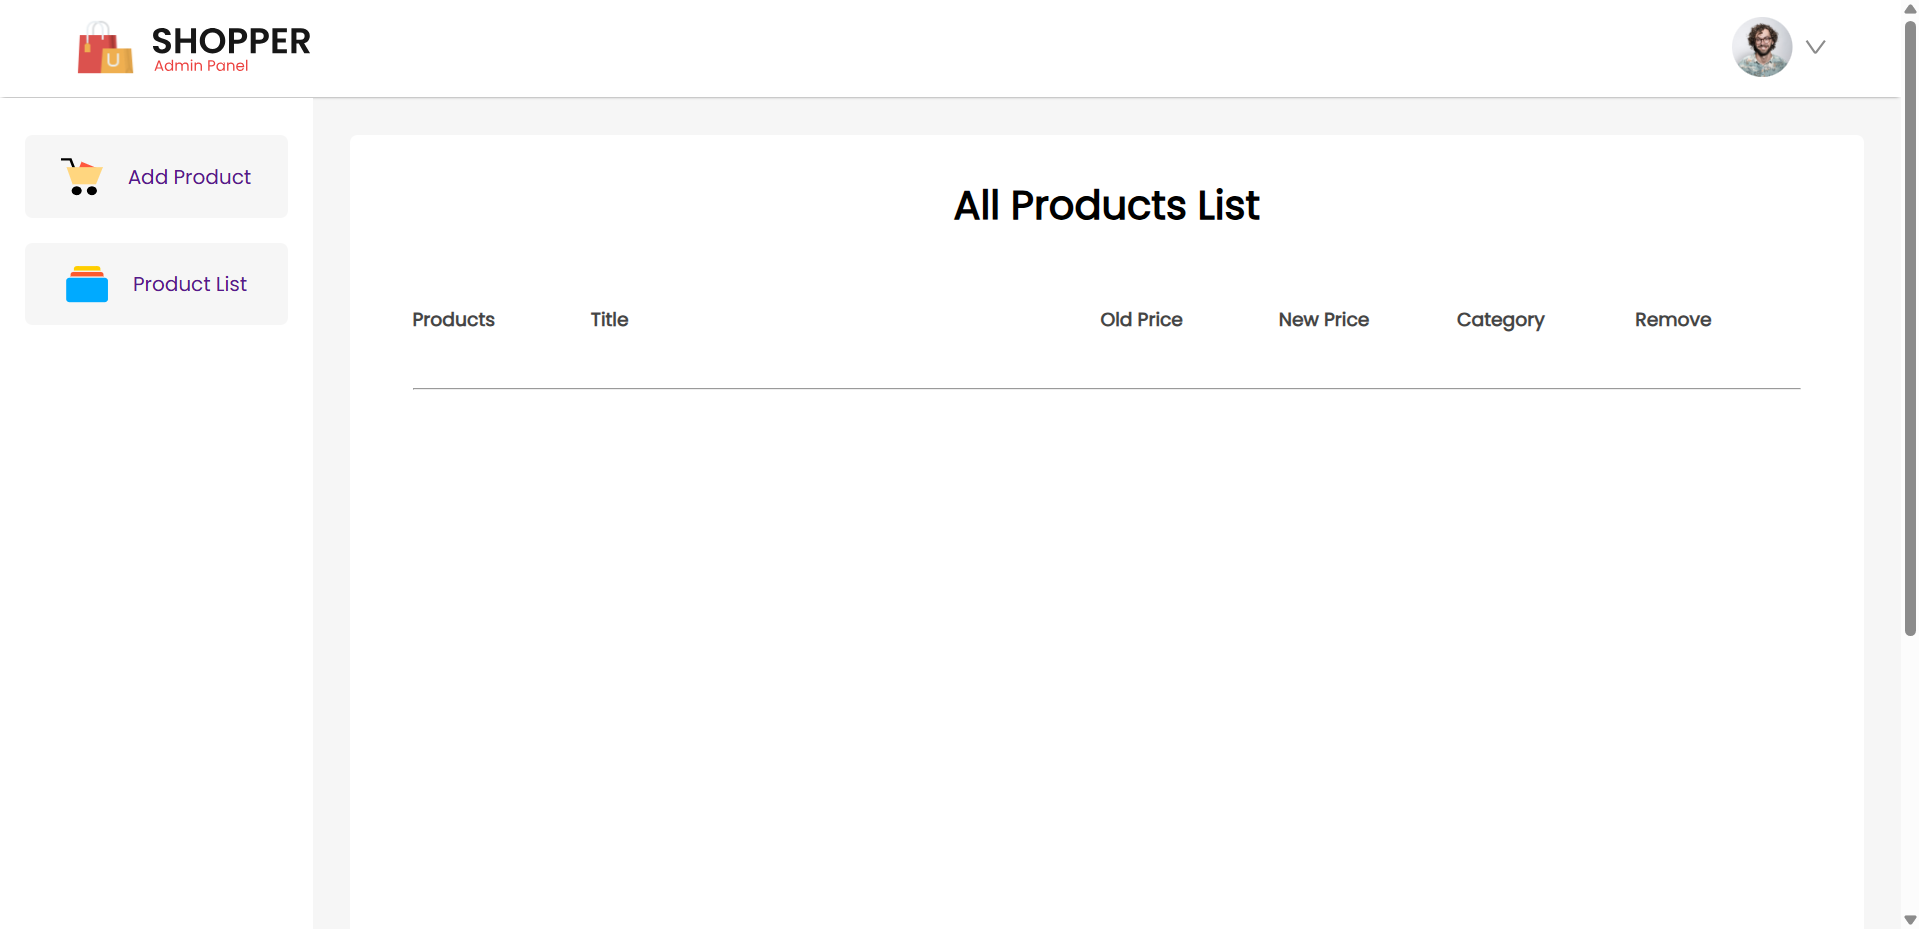 SHOPPER
Admin Panel
U
Add Product
Product List
All Products List
Products Title Old Price New Price Category Remove